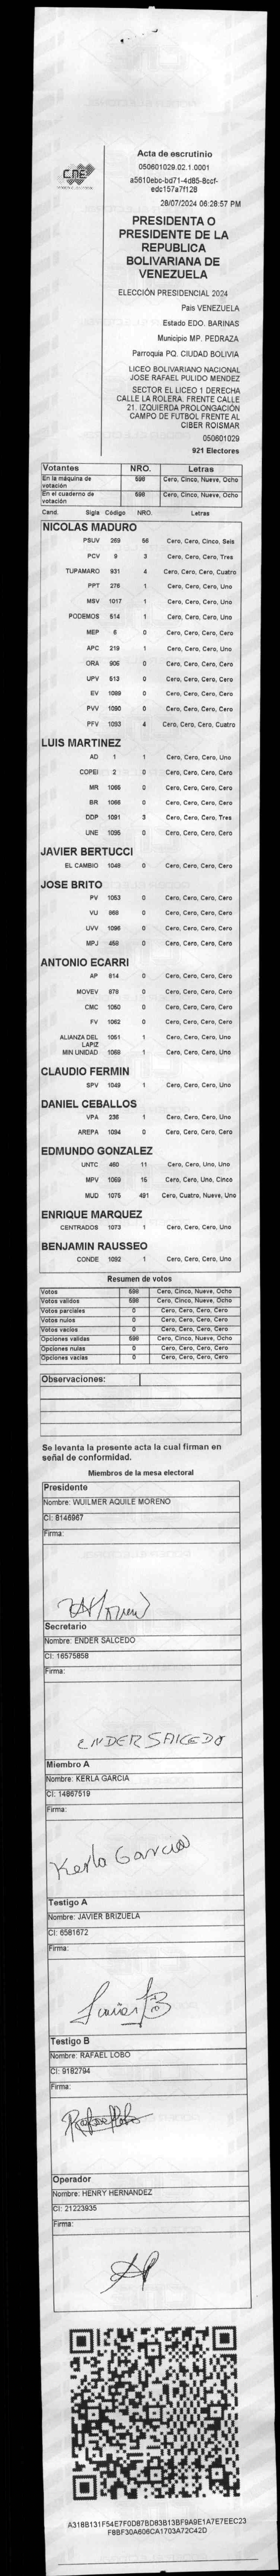 CNE
Acta de escrutinio
050601029.02.1.0001
a5610ebc-bd71-4d85-8ccf-
edc157a7f128
28/07/2024 06:28:57 PM
PRESIDENTA O
PRESIDENTE DE LA
REPUBLICA
BOLIVARIANA DE
VENEZUELA
ELECCIÓN PRESIDENCIAL 2024
Pais VENEZUELA
Estado EDO. BARINAS
Municipio MP. PEDRAZA
Parroquia PQ. CIUDAD BOLIVIA
LICEO BOLIVARIANO NACIONAL
JOSE RAFAEL PULIDO MENDEZ
SECTOR EL LICEO 1 DERECHA
CALLE LA ROLERA. FRENTE CALLE
21. IZQUIERDA PROLONGACIÓN
CAMPO DE FUTBOL FRENTE AL
CIBER ROISMAR
050601029
921 Electores
Votantes NRO. Letras
En la máquina de votación 598 Cero, Cinco, Nueve, Ocho
En el cuaderno de votación 598 Cero, Cinco, Nueve, Ocho
Cand. Sigla Código NRO. Letras
NICOLAS MADURO
PSUV 269 56 Cero, Cero, Cinco, Seis
PCV 9 3 Cero, Cero, Cero, Tres
TUPAMARO 931 4 Cero, Cero, Cero, Cuatro
PPT 276 1 Cero, Cero, Cero, Uno
MSV 1017 1 Cero, Cero, Cero, Uno
PODEMOS 514 1 Cero, Cero, Cero, Uno
MEP 6 0 Cero, Cero, Cero, Cero
APC 219 1 Cero, Cero, Cero, Uno
ORA 906 0 Cero, Cero, Cero, Cero
UPV 513 0 Cero, Cero, Cero, Cero
EV 1089 0 Cero, Cero, Cero, Cero
PVV 1090 0 Cero, Cero, Cero, Cero
PFV 1093 4 Cero, Cero, Cero, Cuatro
LUIS MARTINEZ
AD 1 1 Cero, Cero, Cero, Uno
COPEI 2 0 Cero, Cero, Cero, Cero
MR 1065 0 Cero, Cero, Cero, Cero
BR 1066 0 Cero, Cero, Cero, Cero
DDP 1091 3 Cero, Cero, Cero, Tres
UNE 1095 0 Cero, Cero, Cero, Cero
JAVIER BERTUCCI
EL CAMBIO 1048 0 Cero, Cero, Cero, Cero
JOSE BRITO
PV 1053 0 Cero, Cero, Cero, Cero
VU 868 0 Cero, Cero, Cero, Cero
UVV 1096 0 Cero, Cero, Cero, Cero
MPJ 459 0 Cero, Cero, Cero, Cero
ANTONIO ECARRI
AP 814 0 Cero, Cero, Cero, Cero
MOVEV 878 0 Cero, Cero, Cero, Cero
CMC 1050 0 Cero, Cero, Cero, Cero
FV 1062 0 Cero, Cero, Cero, Cero
ALIANZA DEL LAPIZ 1051 1 Cero, Cero, Cero, Uno
MIN UNIDAD 1068 1 Cero, Cero, Cero, Uno
CLAUDIO FERMIN
SPV 1049 1 Cero, Cero, Cero, Uno
DANIEL CEBALLOS
VPA 236 1 Cero, Cero, Cero, Uno
AREPA 1094 0 Cero, Cero, Cero, Cero
EDMUNDO GONZALEZ
UNTC 460 11 Cero, Cero, Uno, Uno
MPV 1069 15 Cero, Cero, Uno, Cinco
MUD 1075 491 Cero, Cuatro, Nueve, Uno
ENRIQUE MARQUEZ
CENTRADOS 1073 1 Cero, Cero, Cero, Uno
BENJAMIN RAUSSEO
CONDE 1092 1 Cero, Cero, Cero, Uno
Resumen de votos
Votos 598 Cero, Cinco, Nueve, Ocho
Votos validos 598 Cero, Cinco, Nueve, Ocho
Votos parciales 0 Cero, Cero, Cero, Cero
Votos nulos 0 Cero, Cero, Cero, Cero
Votos vacíos 0 Cero, Cero, Cero, Cero
Opciones validas 598 Cero, Cinco, Nueve, Ocho
Opciones nulas 0 Cero, Cero, Cero, Cero
Opciones vacias 0 Cero, Cero, Cero, Cero
Observaciones:
Se levanta la presente acta la cual firman en
señal de conformidad.
Miembros de la mesa electoral
Presidente
Nombre: WUILMER AQUILE MORENO
CI: 8146967
Firma:
Secretario
Nombre: ENDER SALCEDO
CI: 16575858
Firma:
ENDER SALCEDO
Miembro A
Nombre: KERLA GARCIA
CI: 14867519
Firma:
Kerla Garcia
Testigo A
Nombre: JAVIER BRIZUELA
CI: 6581672
Firma:
Testigo B
Nombre: RAFAEL LOBO
CI: 9182794
Firma:
Operador
Nombre: HENRY HERNANDEZ
CI: 21223935
Firma:
A318B131F54E7F0D87BD83B13BF9A9E1A7E7EEC23
F8BF30A606CA1703A72C42D